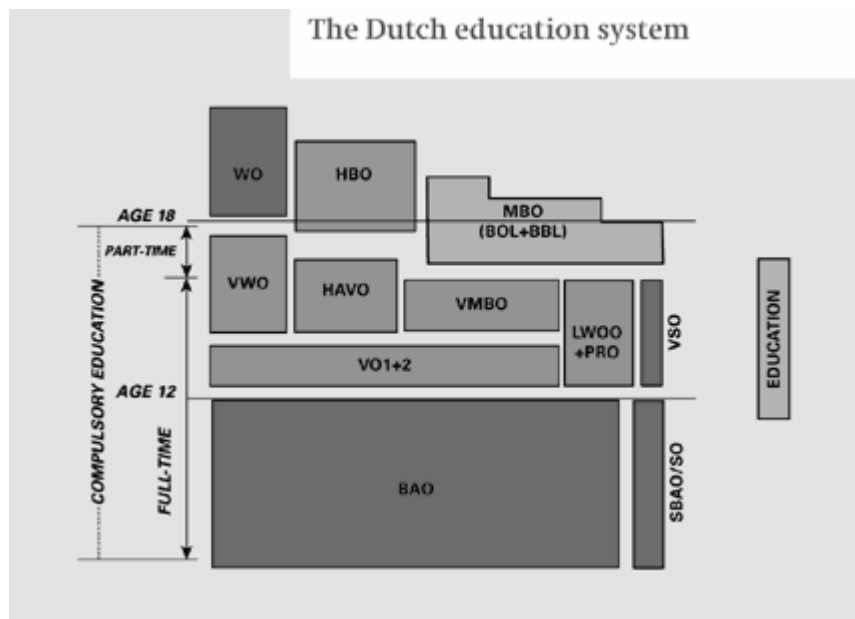 The Dutch education system
WO
HBO
AGE 18
MBO
(BOL+BBL)
PART-TIME
VWO
HAVO
VMBO
LWOO
+PRO
VSO
EDUCATION
VO1+2
AGE 12
COMPULSORY EDUCATION
FULL-TIME
BAO
SBAO/SO